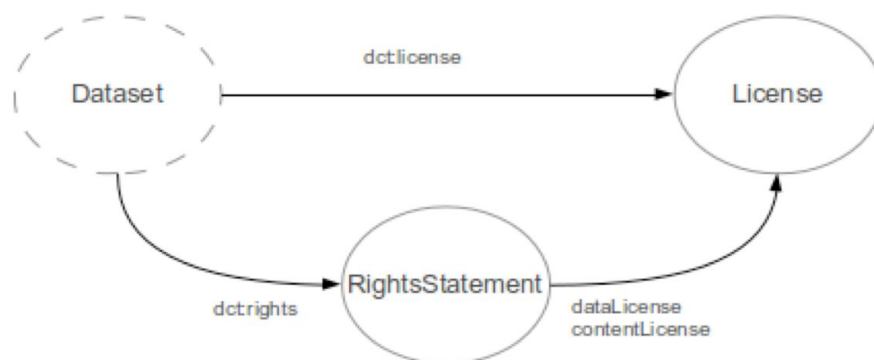 dct:license
Dataset
License
RightsStatement
dct:rights
dataLicense
contentLicense